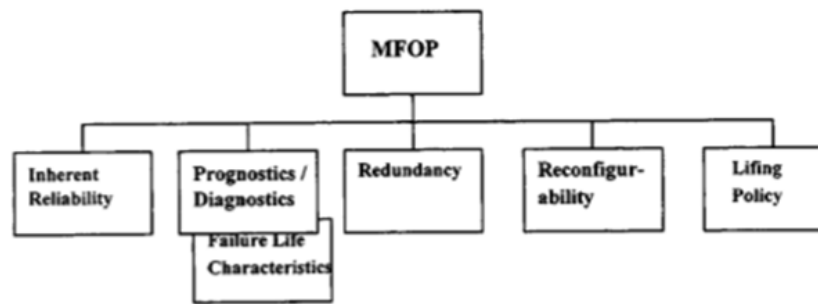 MFOP
Inherent
Reliability
Prognostics /
Diagnostics
Redundancy
Reconfigur-
ability
Lifing
Policy
Failure Life
Characteristics